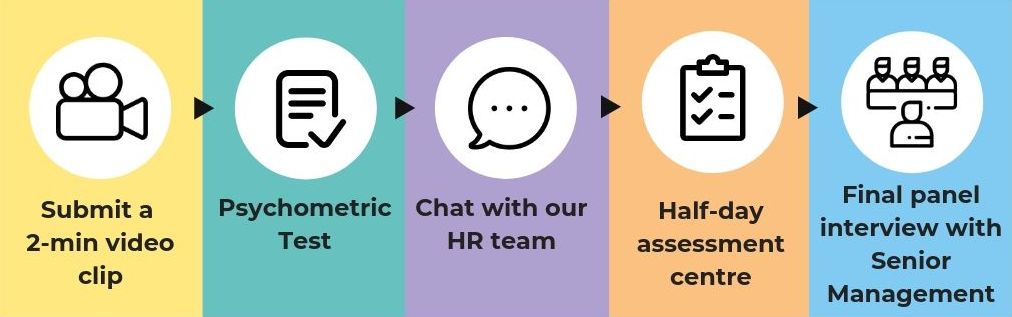 Submit a
2-min video
clip
Psychometric
Test
Chat with our
HR team
Half-day
assessment
centre
Final panel
interview with
Senior
Management